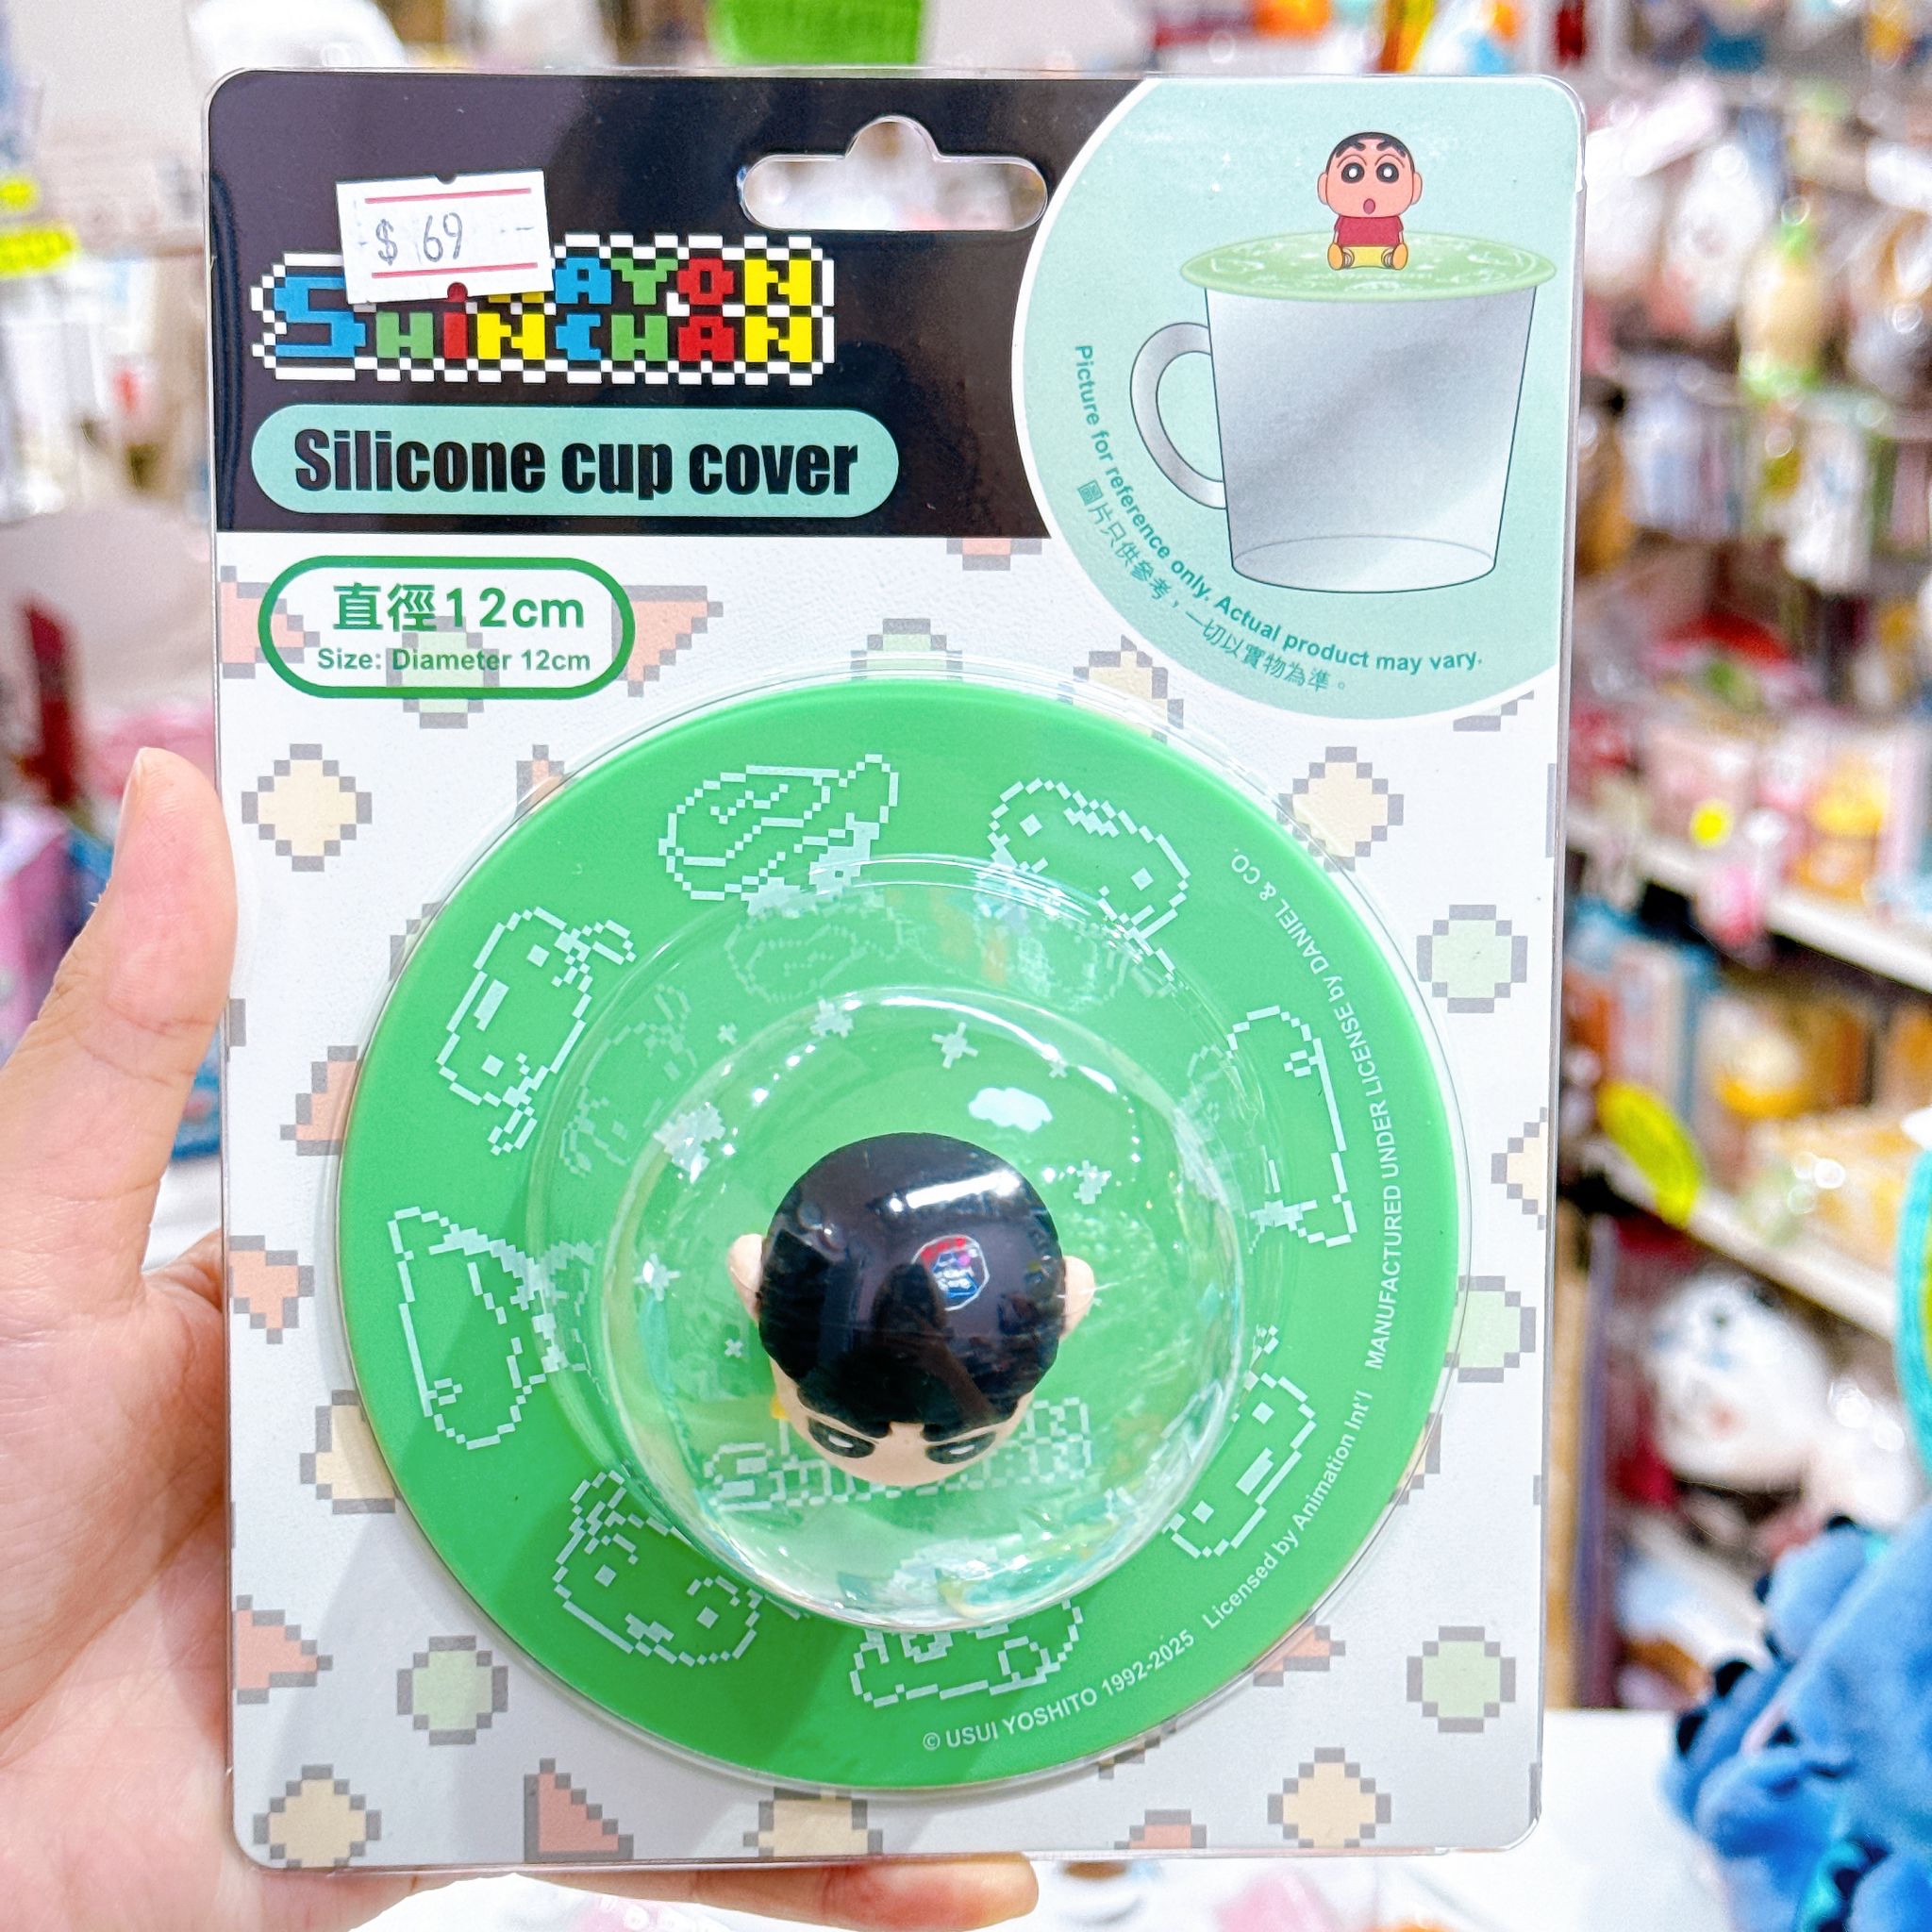 $ 69
AYON
SHINCHAN
Silicone cup cover
直徑12cm
Size: Diameter 12cm
Picture for reference only. Actual product may vary.
圖片只供參考，一切以實物為準。
© USUI YOSHITO 1992-2025 Licensed by Animation Int'l MANUFACTURED UNDER LICENSE by DANIEL & CO.